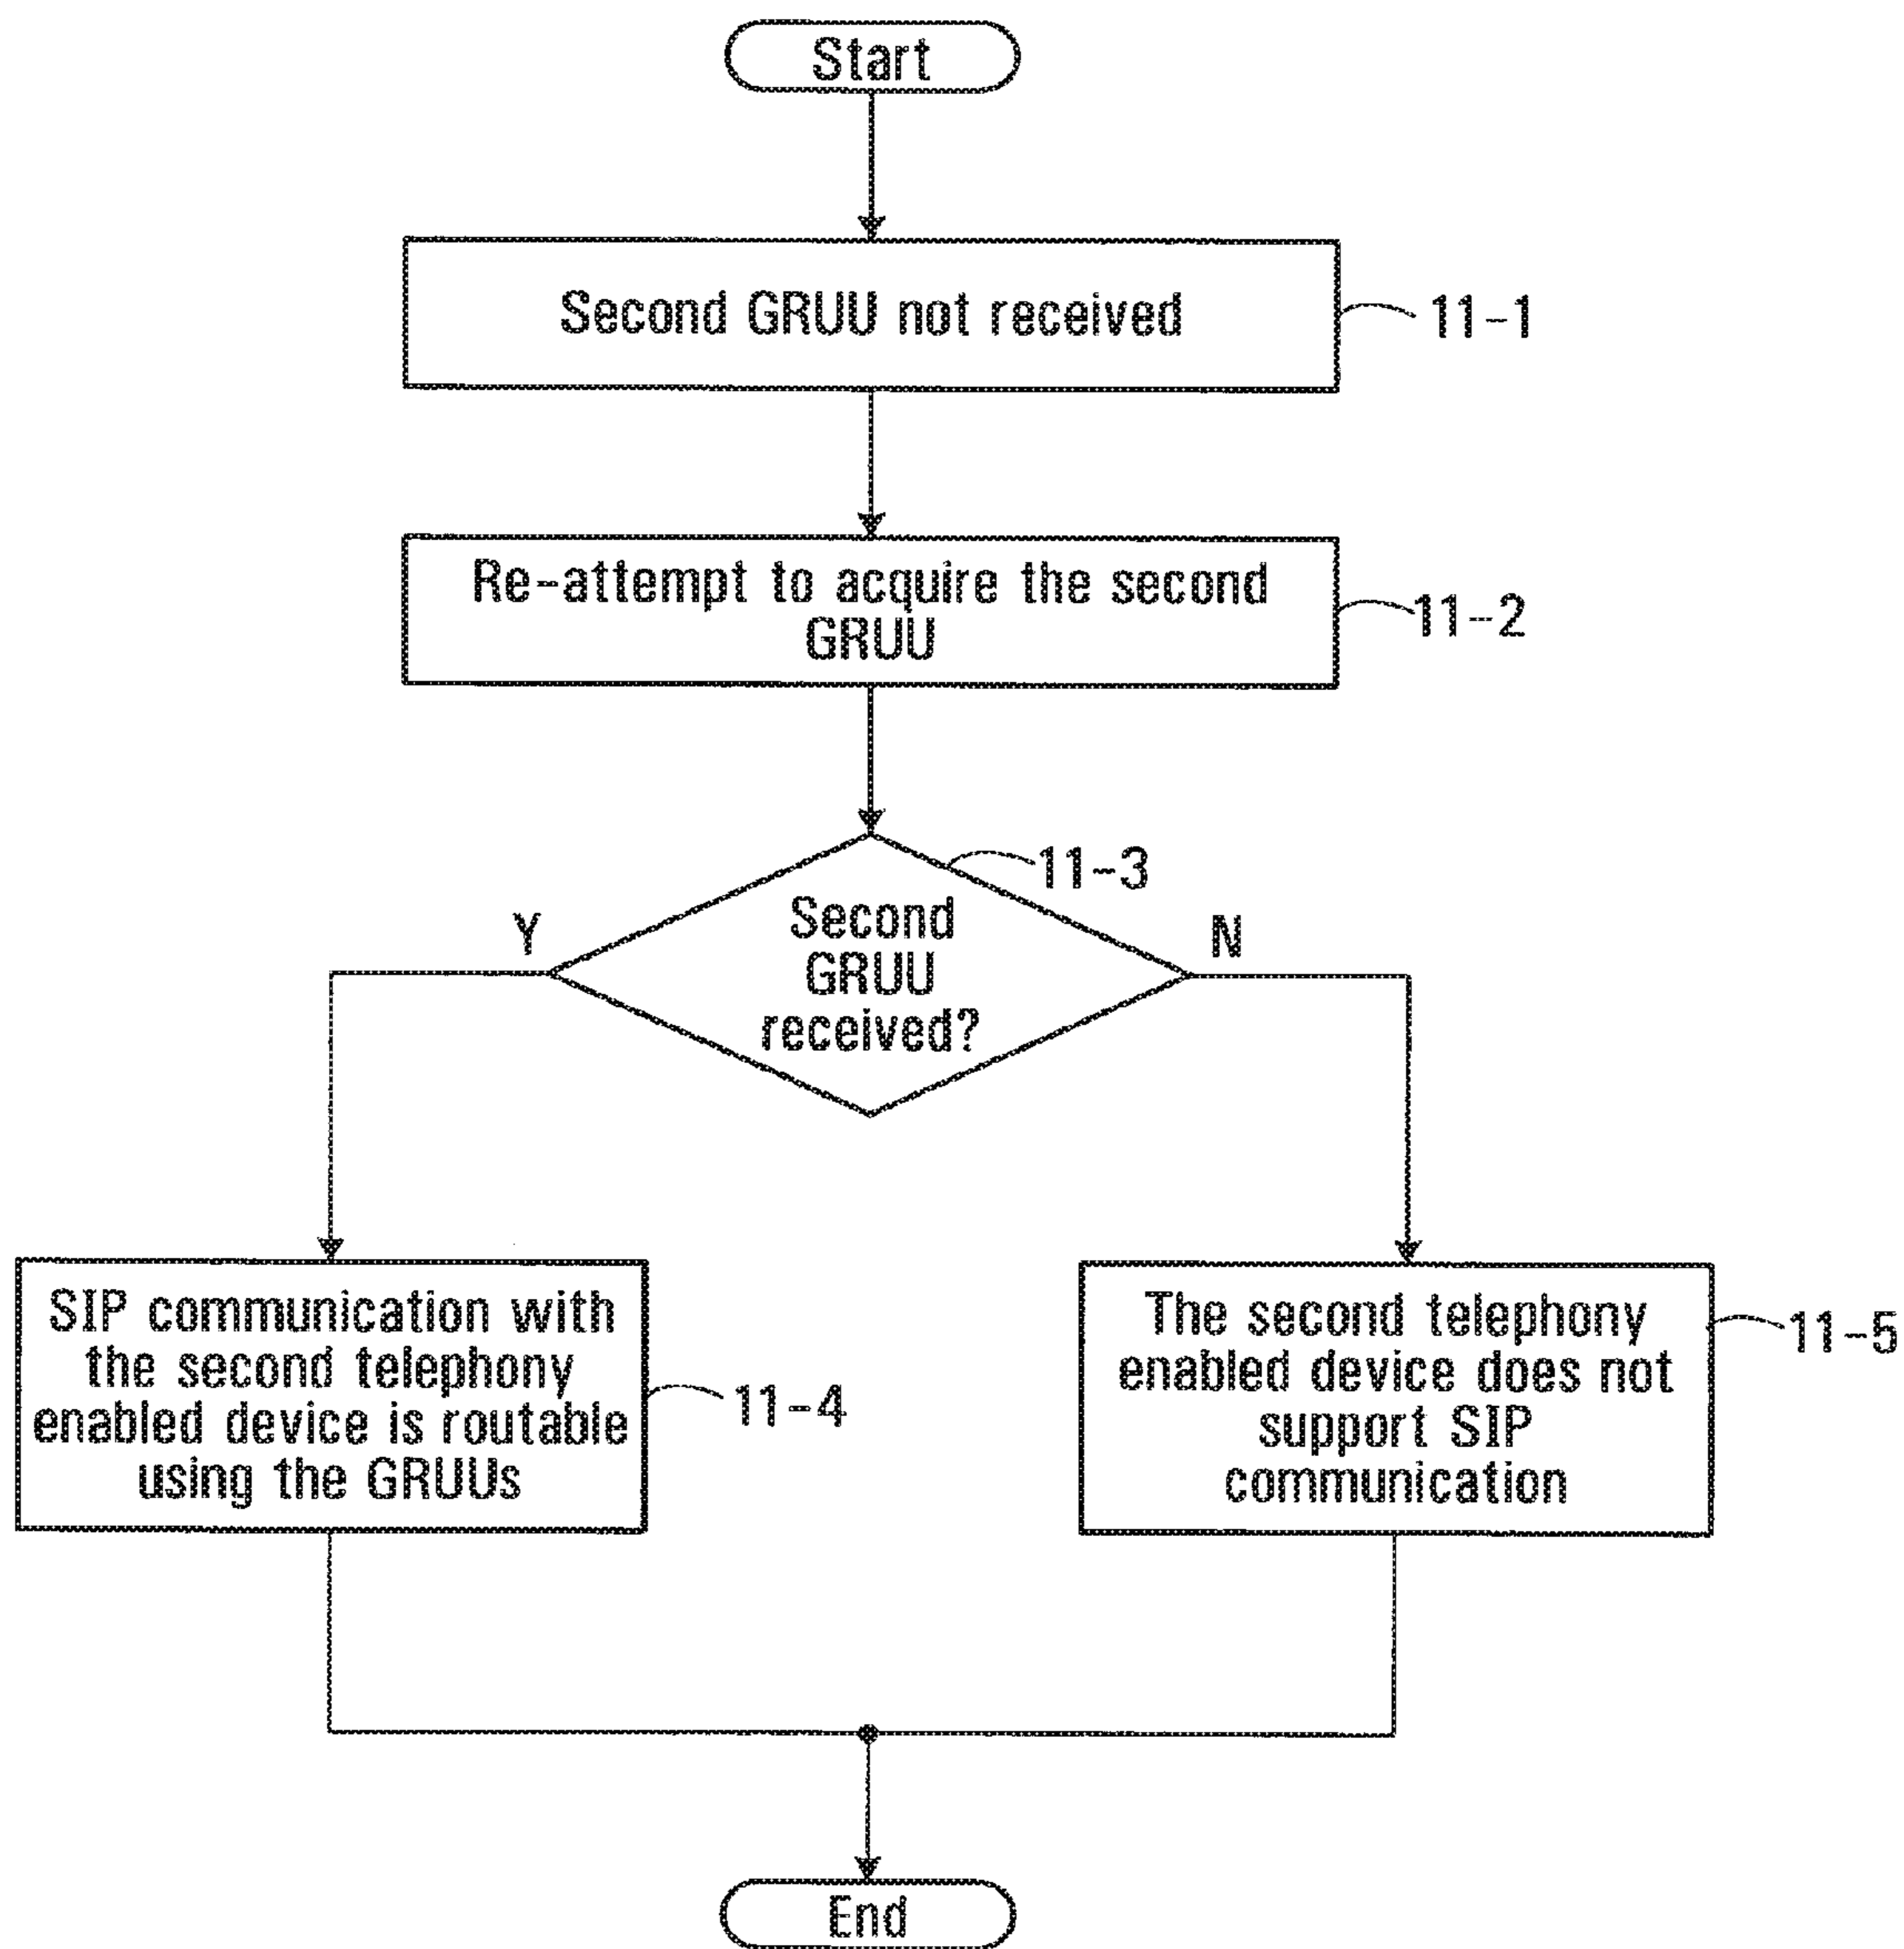 Start
Second GRUU not received
11-1
Re-attempt to acquire the second
GRUU
11-2
11-3
Second
GRUU
received?
Y
N
SIP communication with
the second telephony
enabled device is routable
using the GRUUs
11-4
The second telephony
enabled device does not
support SIP
communication
11-5
End